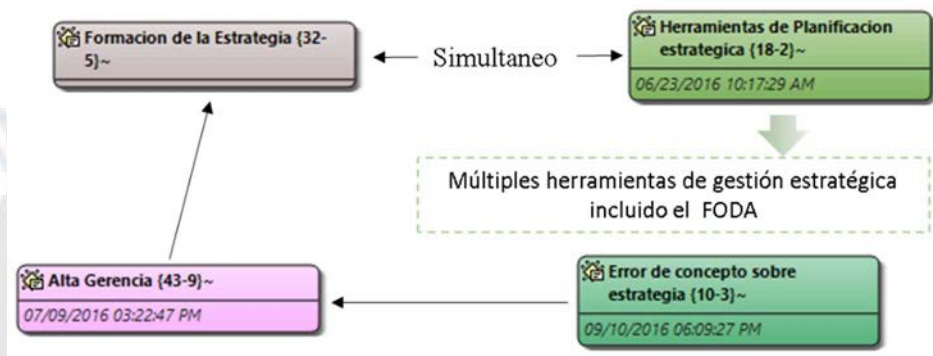 Formacion de la Estrategia {32-
5}~
Simultaneo
Herramientas de Planificacion
estrategica {18-2}~
06/23/2016 10:17:29 AM
Múltiples herramientas de gestión estratégica
incluido el FODA
Alta Gerencia {43-9}~
07/09/2016 03:22:47 PM
Error de concepto sobre
estrategia {10-3}~
09/10/2016 06:09:27 PM